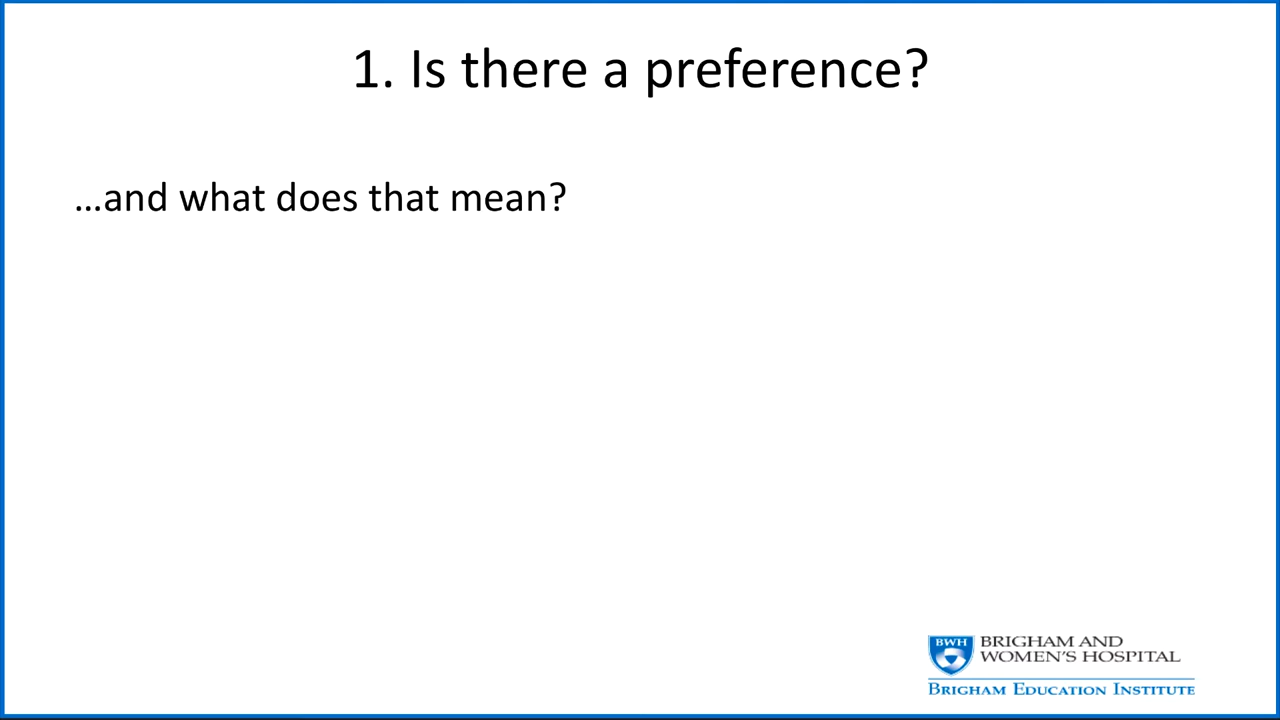 1. Is there a preference?
…and what does that mean?
BWH
BRIGHAM AND
WOMEN'S HOSPITAL
BRIGHAM EDUCATION INSTITUTE